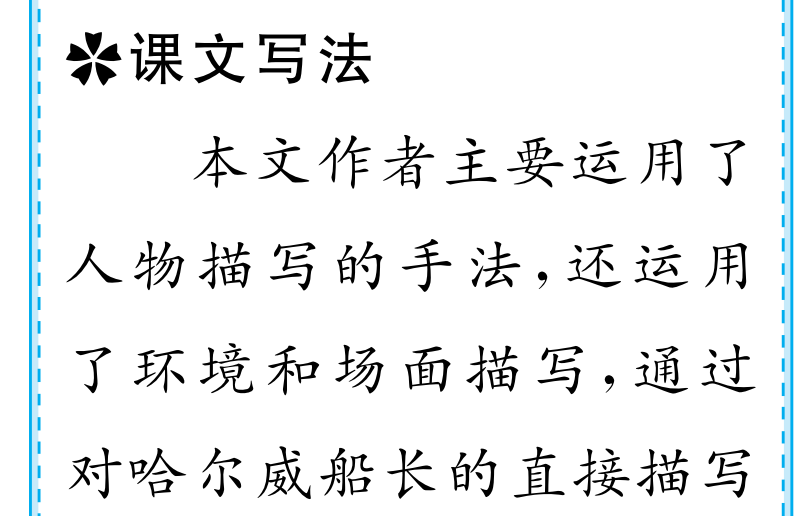 课文写法
本文作者主要运用了
人物描写的手法,还运用
了环境和场面描写,通过
对哈尔威船长的直接描写